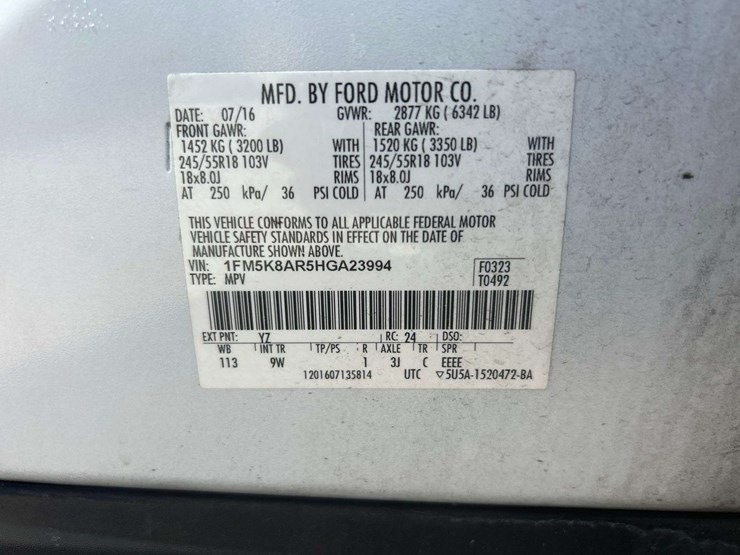 MFD. BY FORD MOTOR CO.
DATE: 07/16 GVWR: 2877 KG ( 6342 LB)
FRONT GAWR: REAR GAWR:
1452 KG ( 3200 LB) WITH 1520 KG ( 3350 LB) WITH
245/55R18 103V TIRES 245/55R18 103V TIRES
18x8.0J RIMS 18x8.0J RIMS
AT 250 kPa/ 36 PSI COLD AT 250 kPa/ 36 PSI COLD
THIS VEHICLE CONFORMS TO ALL APPLICABLE FEDERAL MOTOR
VEHICLE SAFETY STANDARDS IN EFFECT ON THE DATE OF
MANUFACTURE SHOWN ABOVE.
VIN: 1FM5K8AR5HGA23994 F0323
TYPE: MPV T0492
EXT PNT: YZ RC: 24 DSO:
WB INT TR TP/PS R AXLE TR SPR
113 9W 1 3J C EEEE
1201607135814 UTC ▽5U5A-1520472-BA